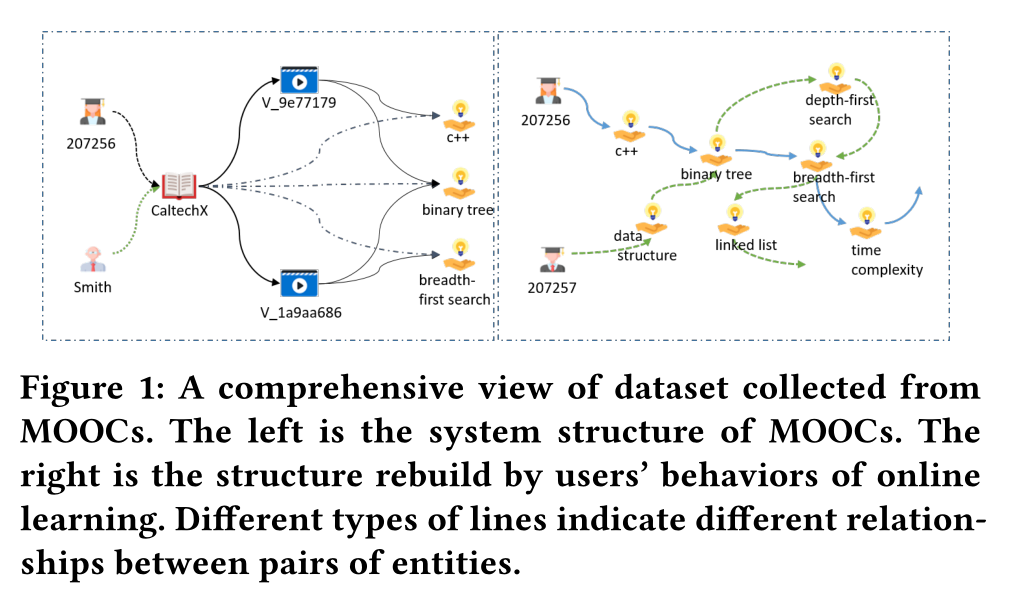 207256
Smith
CaltechX
V_9e77179
V_1a9aa686
c++
binary tree
breadth-
first search
207256
c++
binary tree
depth-first
search
breadth-first
search
data
structure
linked list
time
complexity
207257
Figure 1: A comprehensive view of dataset collected from
MOOCs. The left is the system structure of MOOCs. The
right is the structure rebuild by users’ behaviors of online
learning. Different types of lines indicate different relation-
ships between pairs of entities.